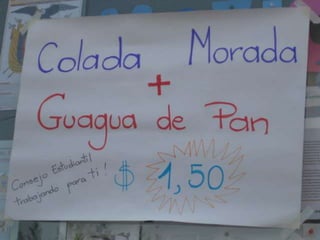 Colada Morada
+
Guagua de Pan
Consejo Estudiantil
trabajando para ti!
$ 1,50